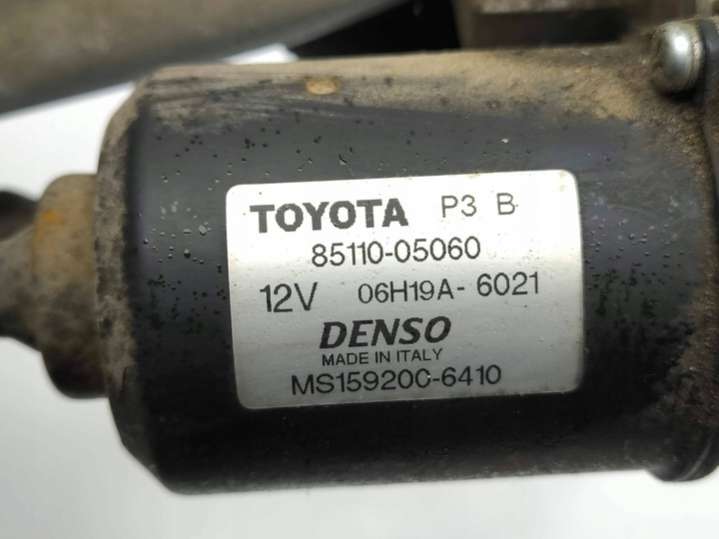 TOYOTA P3 B
85110-05060
12V 06H19A-6021
DENSO
MADE IN ITALY
MS159200-6410